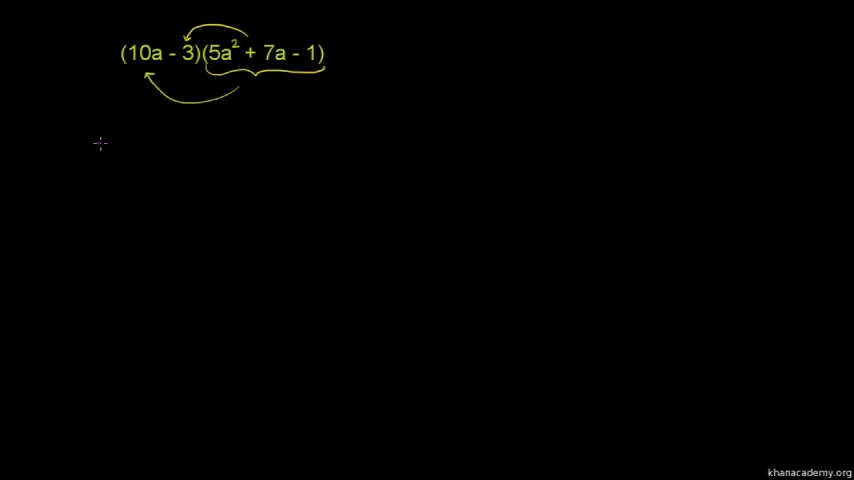 (10a - 3)(5a² + 7a - 1)
khanacademy.org